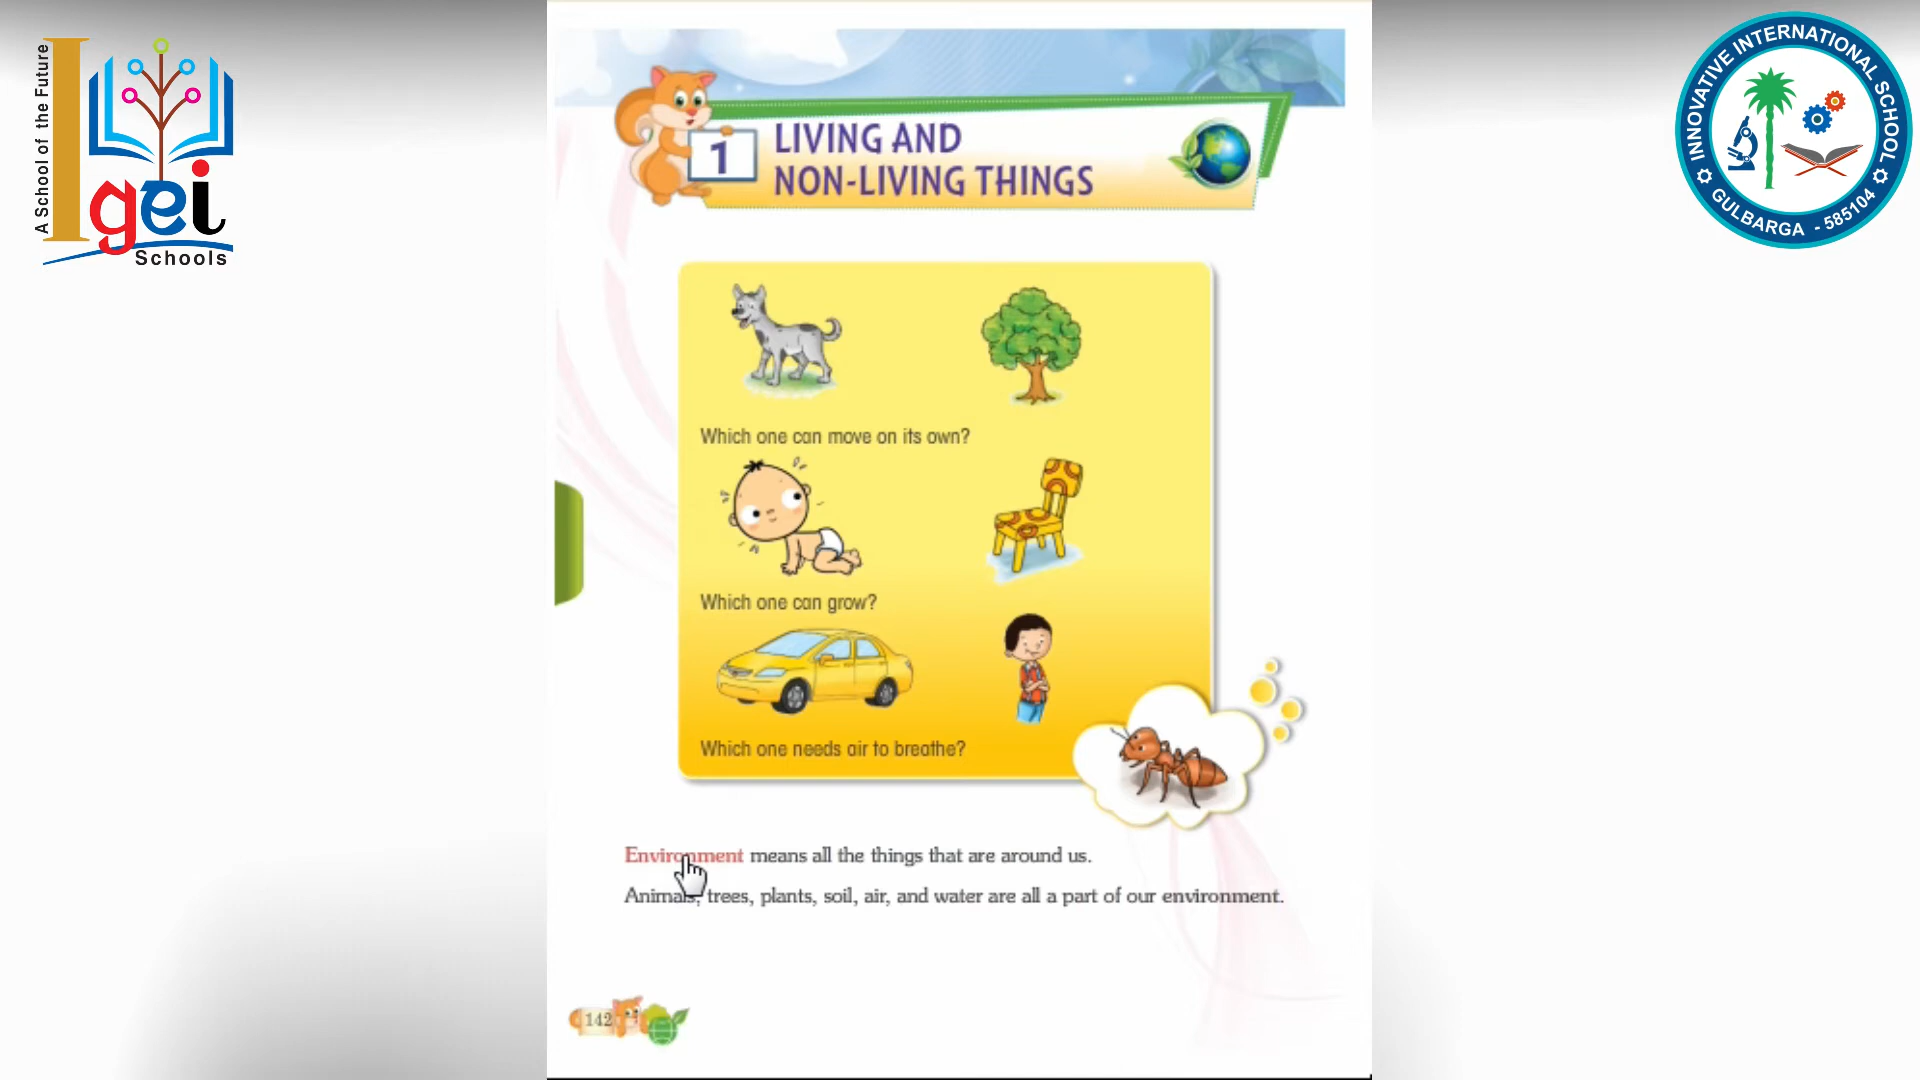 A School of the Future
Igei
Schools
INNOVATIVE INTERNATIONAL SCHOOL
GULBARGA - 585104
1
LIVING AND
NON-LIVING THINGS
Which one can move on its own?
Which one can grow?
Which one needs air to breathe?
Environment means all the things that are around us.
Animals, trees, plants, soil, air, and water are all a part of our environment.
142